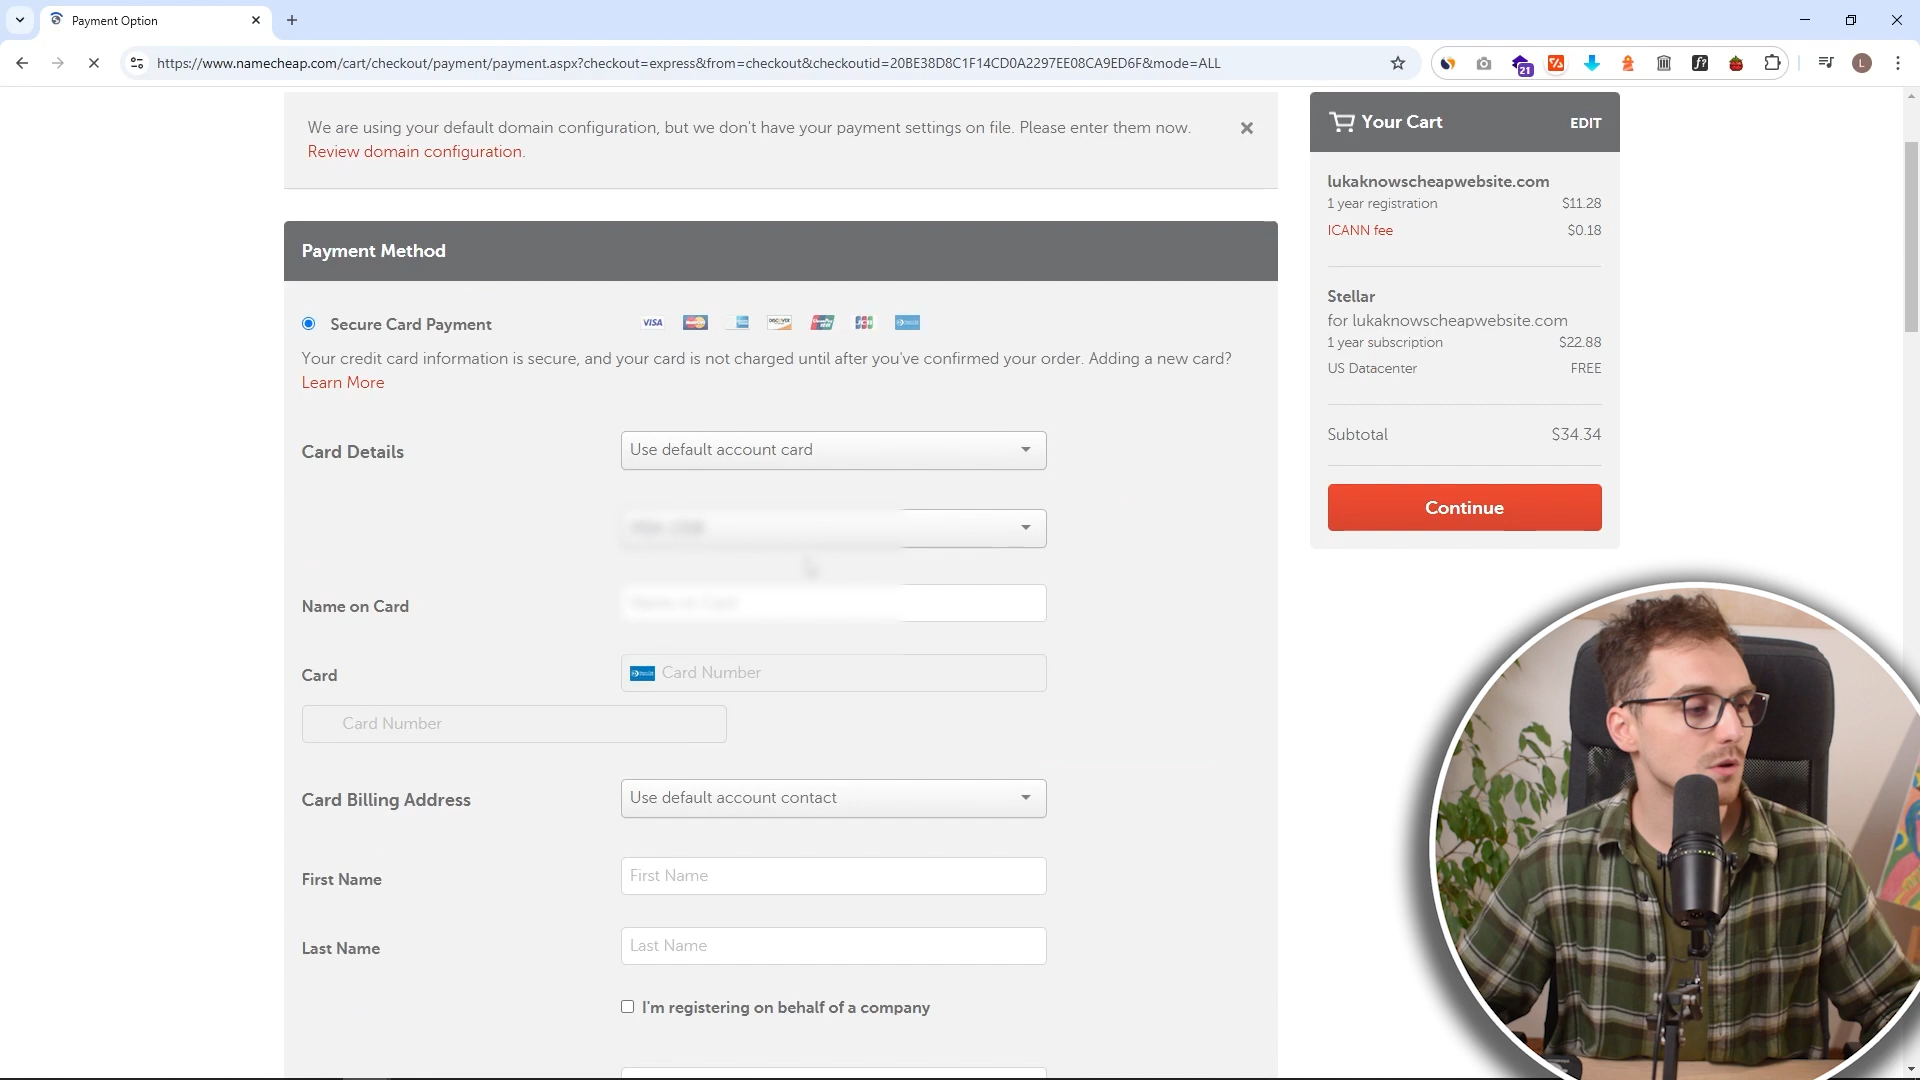 Payment Option
https://www.namecheap.com/cart/checkout/payment/payment.aspx?checkout=express&from=checkout&checkoutid=20BE38D8C1F14CD0A2297EE08CA9ED6F&mode=ALL
21
f?
L
We are using your default domain configuration, but we don't have your payment settings on file. Please enter them now.
Review domain configuration.
Payment Method
Secure Card Payment
VISA
DISCOVER
JCB
Your credit card information is secure, and your card is not charged until after you've confirmed your order. Adding a new card?
Learn More
Card Details
Use default account card
Name on Card
Name on Card
Card
Card Number
Card Number
Card Billing Address
Use default account contact
First Name
First Name
Last Name
Last Name
I'm registering on behalf of a company
Your Cart
EDIT
lukaknowscheapwebsite.com
1 year registration $11.28
ICANN fee $0.18
Stellar
for lukaknowscheapwebsite.com
1 year subscription $22.88
US Datacenter FREE
Subtotal $34.34
Continue